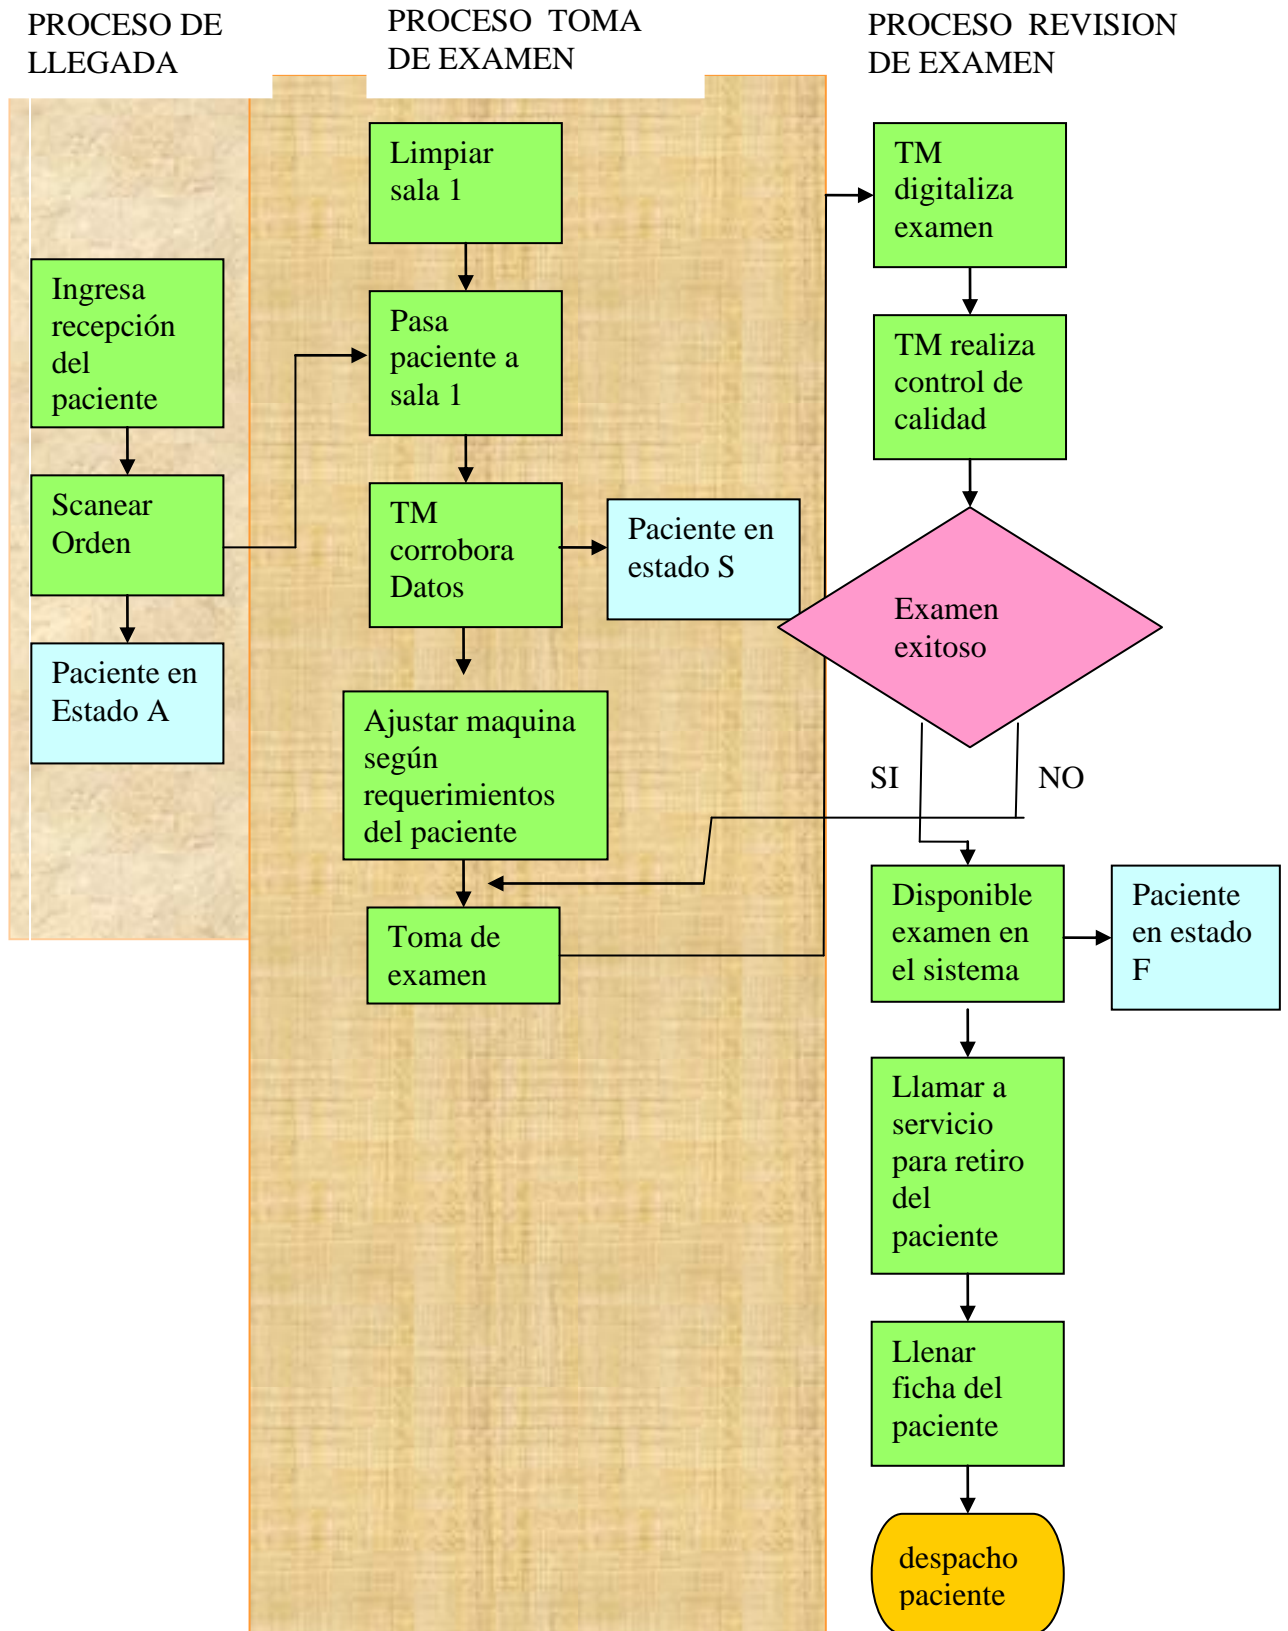 PROCESO DE
LLEGADA
PROCESO TOMA
DE EXAMEN
PROCESO REVISION
DE EXAMEN
Ingresa
recepción
del
paciente
Scanear
Orden
Paciente en
Estado A
Limpiar
sala 1
Pasa
paciente a
sala 1
TM
corrobora
Datos
Paciente en
estado S
Ajustar maquina
según
requerimientos
del paciente
Toma de
examen
TM
digitaliza
examen
TM realiza
control de
calidad
Examen
exitoso
SI
NO
Disponible
examen en
el sistema
Paciente
en estado
F
Llamar a
servicio
para retiro
del
paciente
Llenar
ficha del
paciente
despacho
paciente